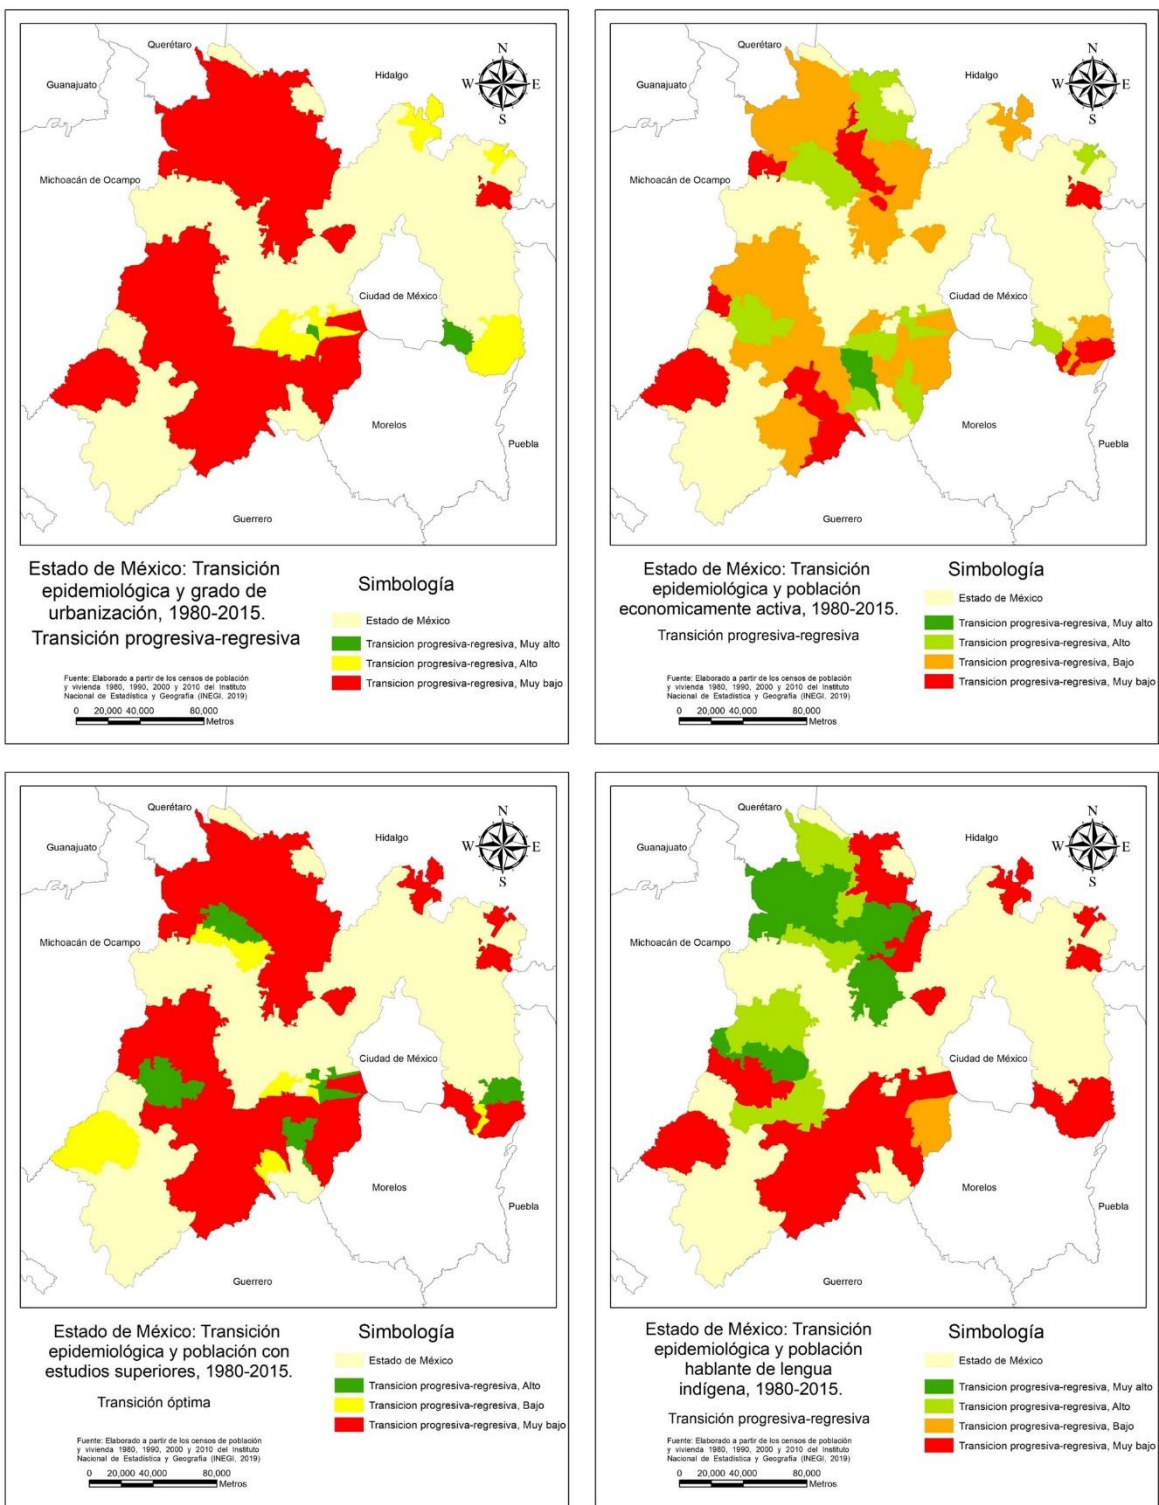 Querétaro
Guanajuato
Hidalgo
N
W
E
S
Michoacán de Ocampo
Ciudad de México
Morelos
Puebla
Guerrero
Estado de México: Transición
epidemiológica y grado de
urbanización, 1980-2015.
Transición progresiva-regresiva
Fuente: Elaborado a partir de los censos de población
y vivienda 1980, 1990, 2000 y 2010 del Instituto
Nacional de Estadística y Geografía (INEGI, 2019)
0 20,000 40,000 80,000
Metros
Simbología
Estado de México
Transicion progresiva-regresiva, Muy alto
Transicion progresiva-regresiva, Alto
Transicion progresiva-regresiva, Muy bajo
Querétaro
Guanajuato
Hidalgo
N
W
E
S
Michoacán de Ocampo
Ciudad de México
Morelos
Puebla
Guerrero
Estado de México: Transición
epidemiológica y población
economicamente activa, 1980-2015.
Transición progresiva-regresiva
Fuente: Elaborado a partir de los censos de población
y vivienda 1980, 1990, 2000 y 2010 del Instituto
Nacional de Estadística y Geografía (INEGI, 2019)
0 20,000 40,000 80,000
Metros
Simbología
Estado de México
Transicion progresiva-regresiva, Muy alto
Transicion progresiva-regresiva, Alto
Transicion progresiva-regresiva, Bajo
Transicion progresiva-regresiva, Muy bajo
Querétaro
Guanajuato
Hidalgo
N
W
E
S
Michoacán de Ocampo
Ciudad de México
Morelos
Puebla
Guerrero
Estado de México: Transición
epidemiológica y población con
estudios superiores, 1980-2015.
Transición óptima
Fuente: Elaborado a partir de los censos de población
y vivienda 1980, 1990, 2000 y 2010 del Instituto
Nacional de Estadística y Geografía (INEGI, 2019)
0 20,000 40,000 80,000
Metros
Simbología
Estado de México
Transicion progresiva-regresiva, Alto
Transicion progresiva-regresiva, Bajo
Transicion progresiva-regresiva, Muy bajo
Querétaro
Guanajuato
Hidalgo
N
W
E
S
Michoacán de Ocampo
Ciudad de México
Morelos
Puebla
Guerrero
Estado de México: Transición
epidemiológica y población
hablante de lengua
indígena, 1980-2015.
Transición progresiva-regresiva
Fuente: Elaborado a partir de los censos de población
y vivienda 1980, 1990, 2000 y 2010 del Instituto
Nacional de Estadística y Geografía (INEGI, 2019)
0 20,000 40,000 80,000
Metros
Simbología
Estado de México
Transicion progresiva-regresiva, Muy alto
Transicion progresiva-regresiva, Alto
Transicion progresiva-regresiva, Bajo
Transicion progresiva-regresiva, Muy bajo